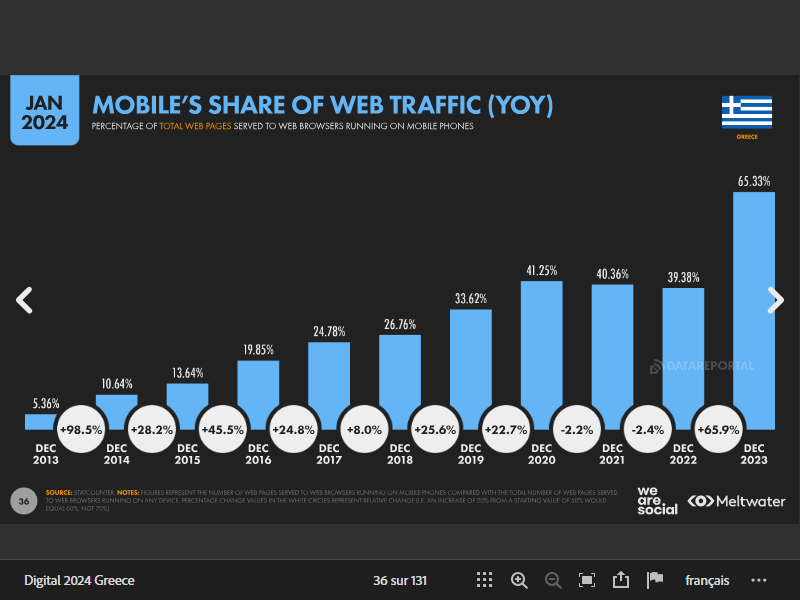 JAN
2024
MOBILE'S SHARE OF WEB TRAFFIC (YOY)
PERCENTAGE OF TOTAL WEB PAGES SERVED TO WEB BROWSERS RUNNING ON MOBILE PHONES
GREECE
5.36%
10.64%
13.64%
19.85%
24.78%
26.76%
33.62%
41.25%
40.36%
39.38%
65.33%
DATAREPORTAL
+98.5%
+28.2%
+45.5%
+24.8%
+8.0%
+25.6%
+22.7%
-2.2%
-2.4%
+65.9%
DEC
2013
DEC
2014
DEC
2015
DEC
2016
DEC
2017
DEC
2018
DEC
2019
DEC
2020
DEC
2021
DEC
2022
DEC
2023
36
SOURCE: STATCOUNTER. NOTES: FIGURES REPRESENT THE NUMBER OF WEB PAGES SERVED TO WEB BROWSERS RUNNING ON MOBILE PHONES COMPARED WITH THE TOTAL NUMBER OF WEB PAGES SERVED
TO WEB BROWSERS RUNNING ON ANY DEVICE. PERCENTAGE CHANGE VALUES IN THE WHITE CIRCLES REPRESENT RELATIVE CHANGE (I.E. AN INCREASE OF 20% FROM A STARTING VALUE OF 50% WOULD
EQUAL 60%, NOT 70%).
we
are.
social
Meltwater
Digital 2024 Greece
36 sur 131
français